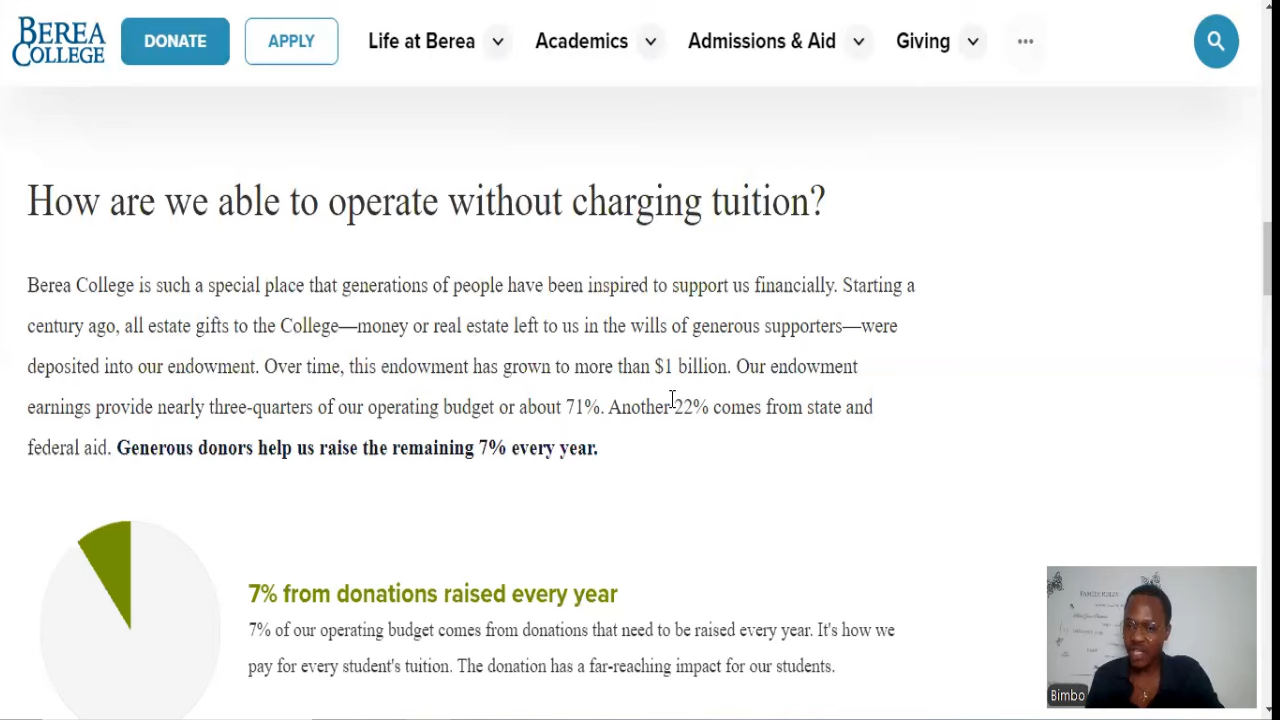 BEREA
COLLEGE
DONATE
APPLY
Life at Berea
Academics
Admissions & Aid
Giving
How are we able to operate without charging tuition?
Berea College is such a special place that generations of people have been inspired to support us financially. Starting a
century ago, all estate gifts to the College—money or real estate left to us in the wills of generous supporters—were
deposited into our endowment. Over time, this endowment has grown to more than $1 billion. Our endowment
earnings provide nearly three-quarters of our operating budget or about 71%. Another 22% comes from state and
federal aid. Generous donors help us raise the remaining 7% every year.
7% from donations raised every year
7% of our operating budget comes from donations that need to be raised every year. It's how we
pay for every student's tuition. The donation has a far-reaching impact for our students.
Bimbo